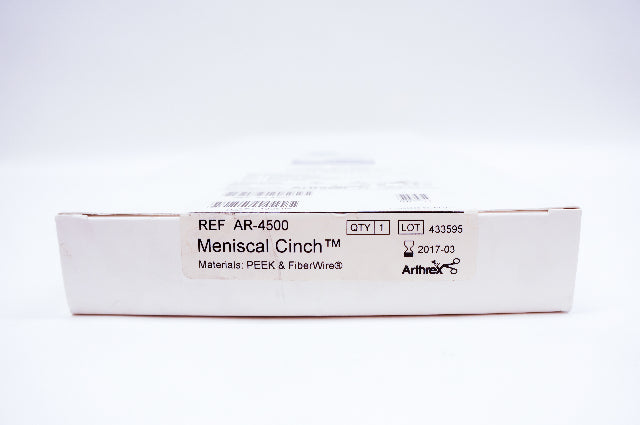 REF AR-4500
QTY 1 LOT 433595
Meniscal Cinch™
2017-03
Materials: PEEK & FiberWire®
Arthrex